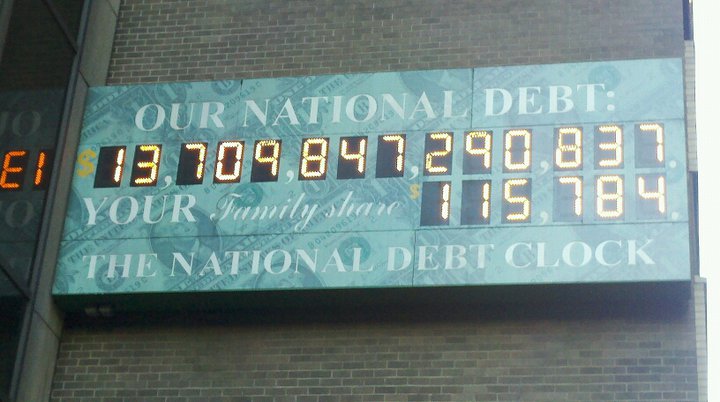 OUR NATIONAL DEBT:
$13,709,847,290,837.
YOUR Family share $115,784.
THE NATIONAL DEBT CLOCK